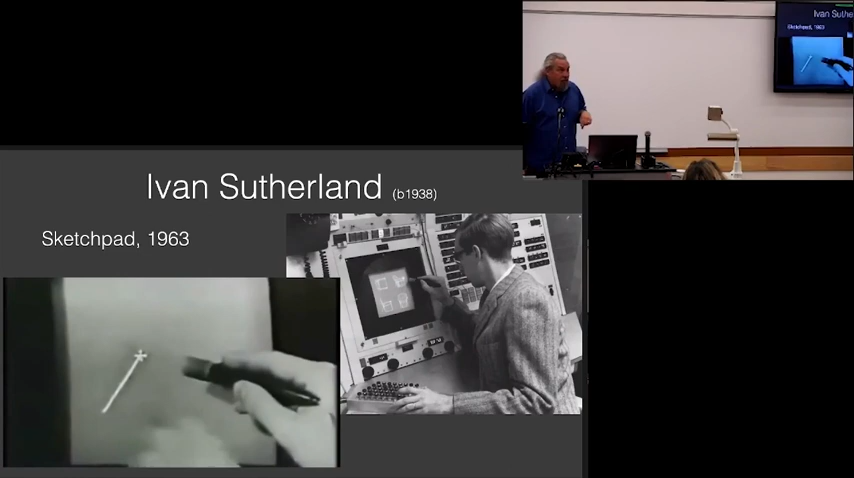 Ivan Suthe
Sketchpad, 1963
Ivan Sutherland (b1938)
Sketchpad, 1963